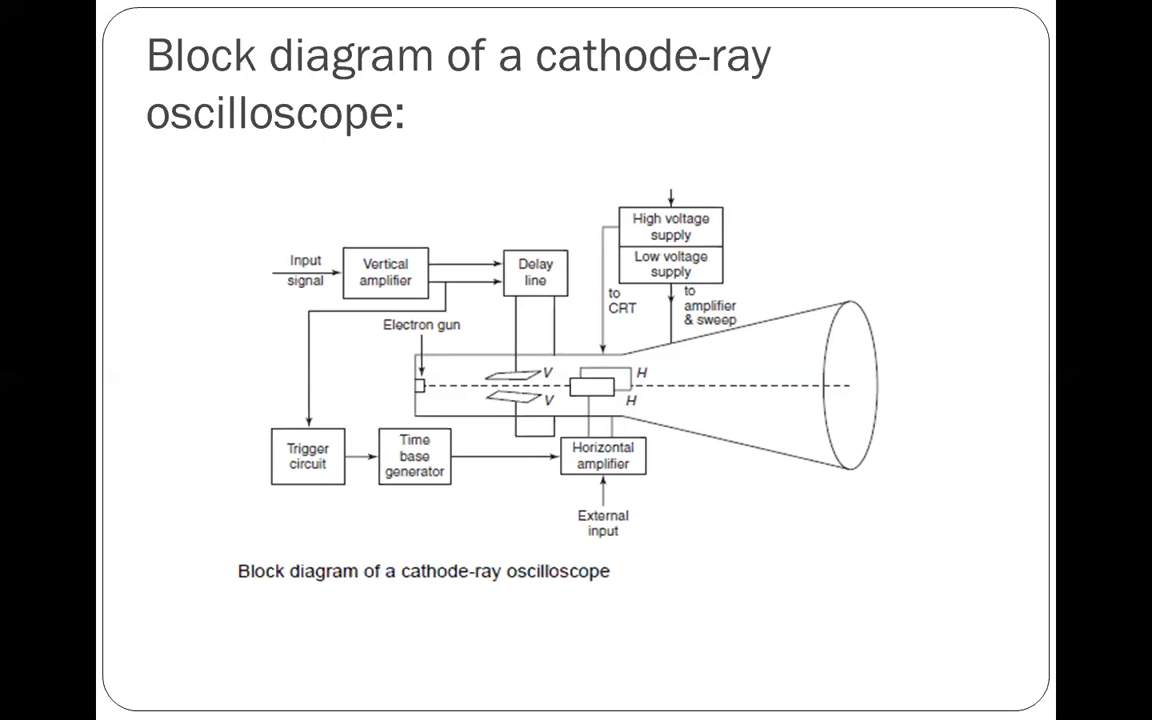 Block diagram of a cathode-ray
oscilloscope:
High voltage
supply
Low voltage
supply
Input
signal
Vertical
amplifier
Delay
line
to
CRT
to
amplifier
& sweep
Electron gun
V
V
H
H
Trigger
circuit
Time
base
generator
Horizontal
amplifier
External
input
Block diagram of a cathode-ray oscilloscope